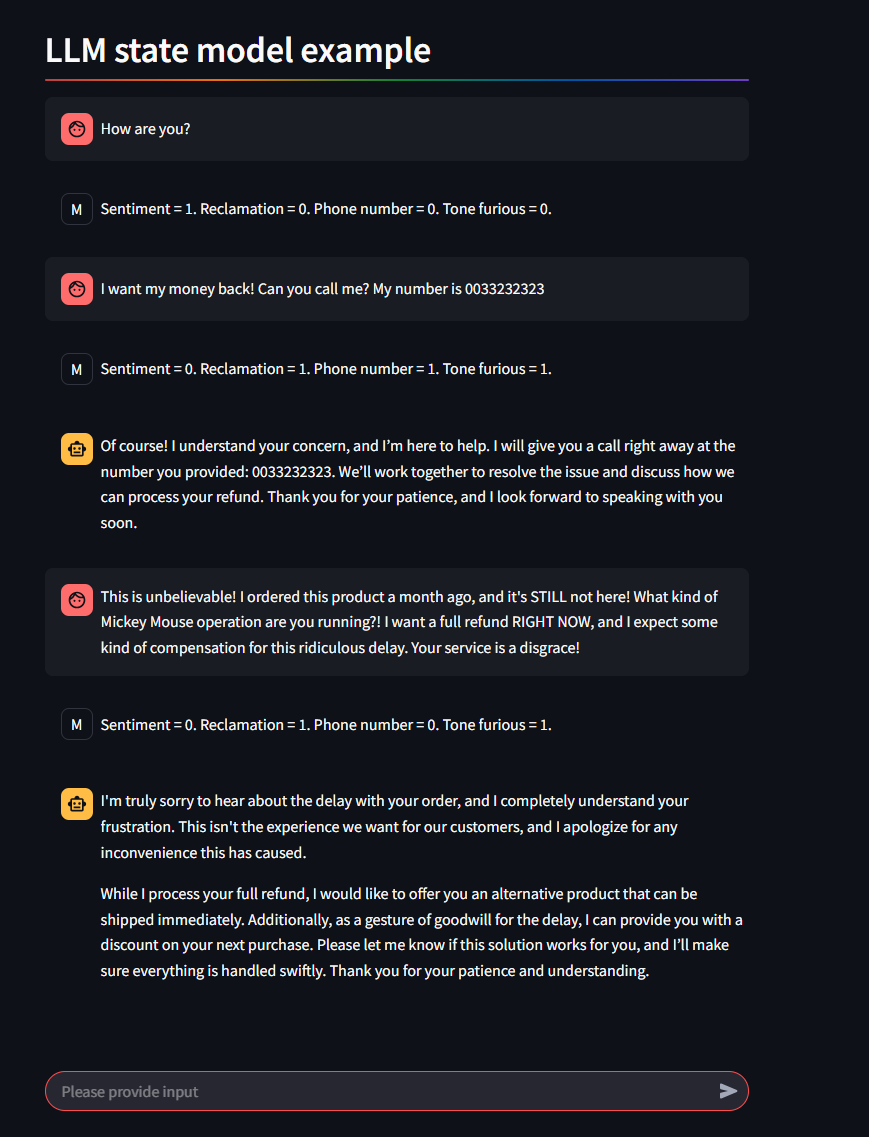 LLM state model example
How are you?
M
Sentiment = 1. Reclamation = 0. Phone number = 0. Tone furious = 0.
I want my money back! Can you call me? My number is 0033232323
M
Sentiment = 0. Reclamation = 1. Phone number = 1. Tone furious = 1.
Of course! I understand your concern, and I’m here to help. I will give you a call right away at the
number you provided: 0033232323. We’ll work together to resolve the issue and discuss how we
can process your refund. Thank you for your patience, and I look forward to speaking with you
soon.
This is unbelievable! I ordered this product a month ago, and it's STILL not here! What kind of
Mickey Mouse operation are you running?! I want a full refund RIGHT NOW, and I expect some
kind of compensation for this ridiculous delay. Your service is a disgrace!
M
Sentiment = 0. Reclamation = 1. Phone number = 0. Tone furious = 1.
I'm truly sorry to hear about the delay with your order, and I completely understand your
frustration. This isn't the experience we want for our customers, and I apologize for any
inconvenience this has caused.
While I process your full refund, I would like to offer you an alternative product that can be
shipped immediately. Additionally, as a gesture of goodwill for the delay, I can provide you with a
discount on your next purchase. Please let me know if this solution works for you, and I’ll make
sure everything is handled swiftly. Thank you for your patience and understanding.
Please provide input